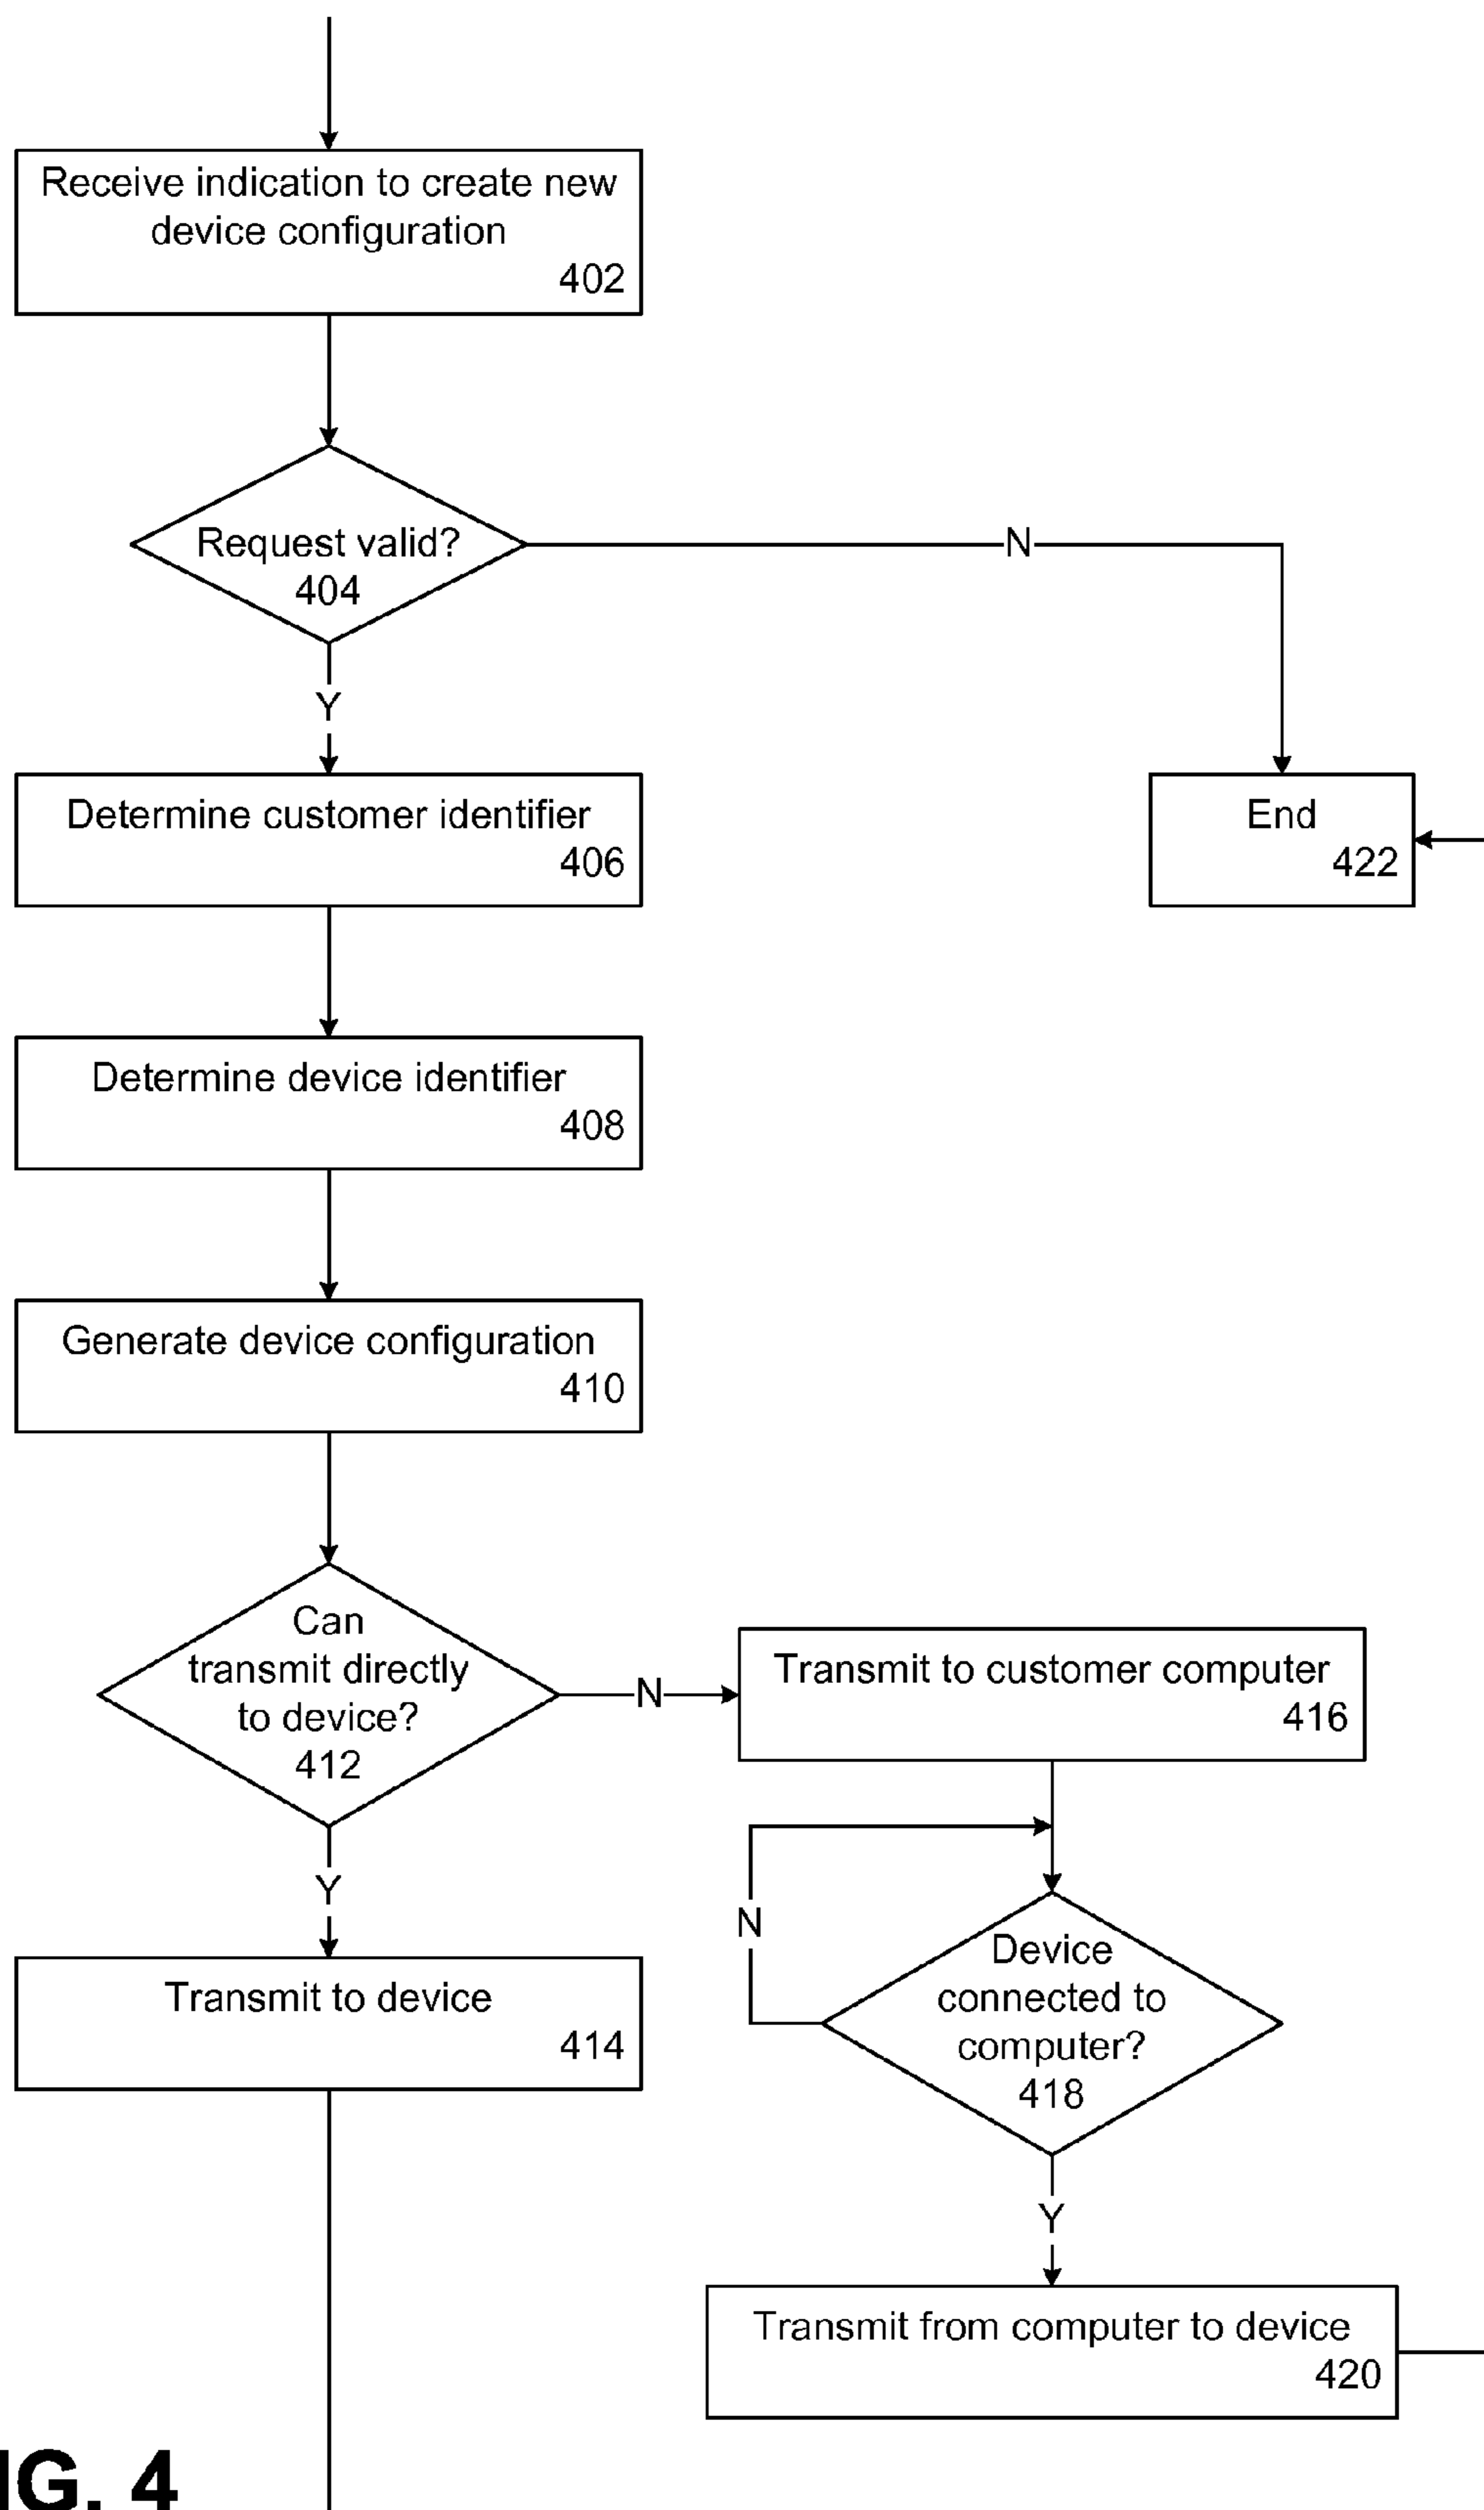 Receive indication to create new
device configuration
402
Request valid?
404
N
Y
Determine customer identifier
406
End
422
Determine device identifier
408
Generate device configuration
410
Can
transmit directly
to device?
412
N
Transmit to customer computer
416
Y
N
Device
connected to
computer?
418
Transmit to device
414
Y
Transmit from computer to device
420
IG. 4